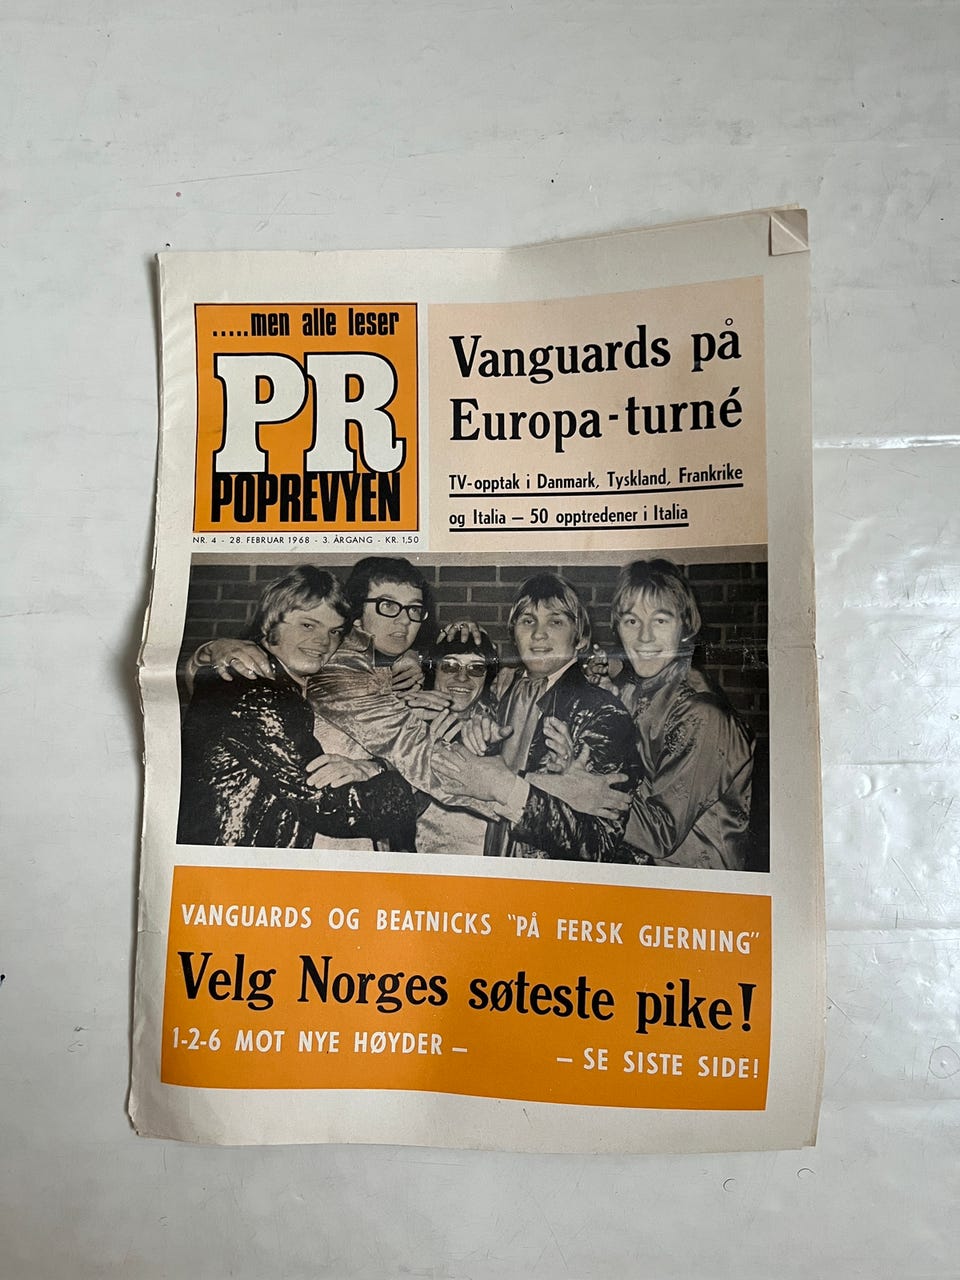 .....men alle leser
PR
POPREVYEN
NR. 4 - 28. FEBRUAR 1968 - 3. ÅRGANG - KR. 1,50
Vanguards på
Europa-turné
TV-opptak i Danmark, Tyskland, Frankrike
og Italia — 50 opptredener i Italia
VANGUARDS OG BEATNICKS "PÅ FERSK GJERNING"
Velg Norges søteste pike!
1-2-6 MOT NYE HØYDER —
— SE SISTE SIDE!